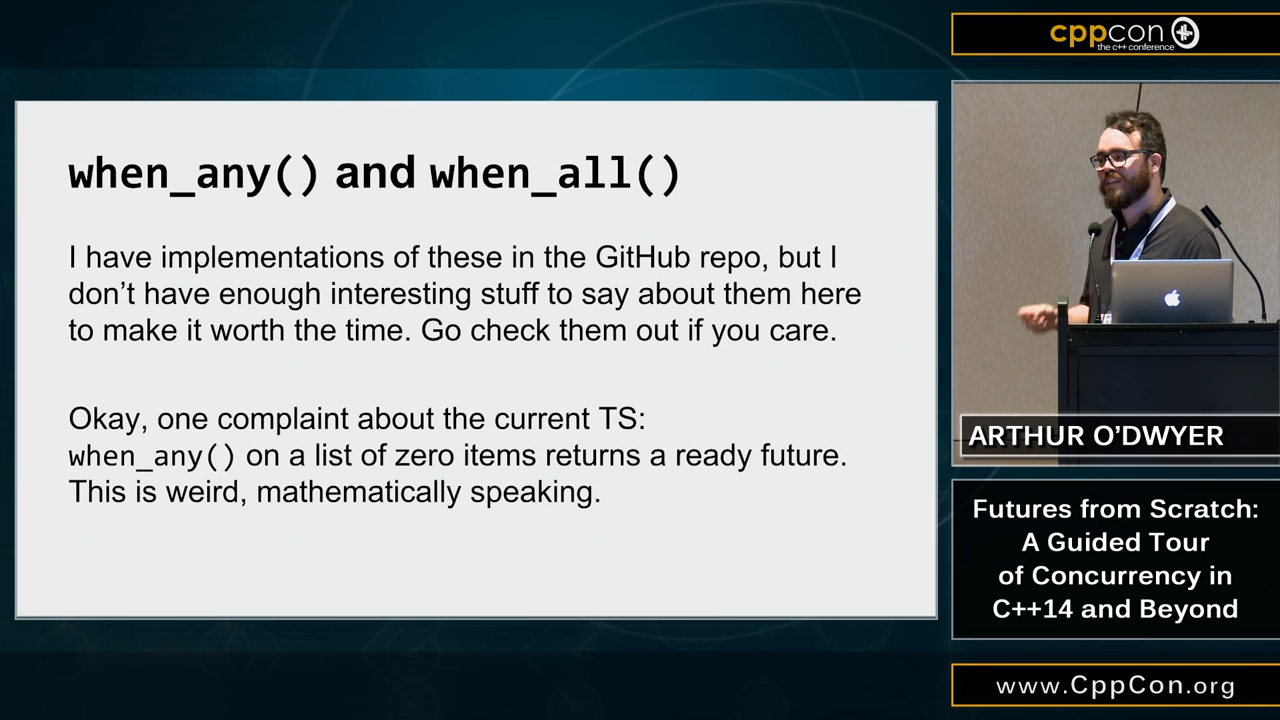 cppcon
the c++ conference
when_any() and when_all()
I have implementations of these in the GitHub repo, but I
don’t have enough interesting stuff to say about them here
to make it worth the time. Go check them out if you care.
Okay, one complaint about the current TS:
when_any() on a list of zero items returns a ready future.
This is weird, mathematically speaking.
ARTHUR O’DWYER
Futures from Scratch:
A Guided Tour
of Concurrency in
C++14 and Beyond
www.CppCon.org